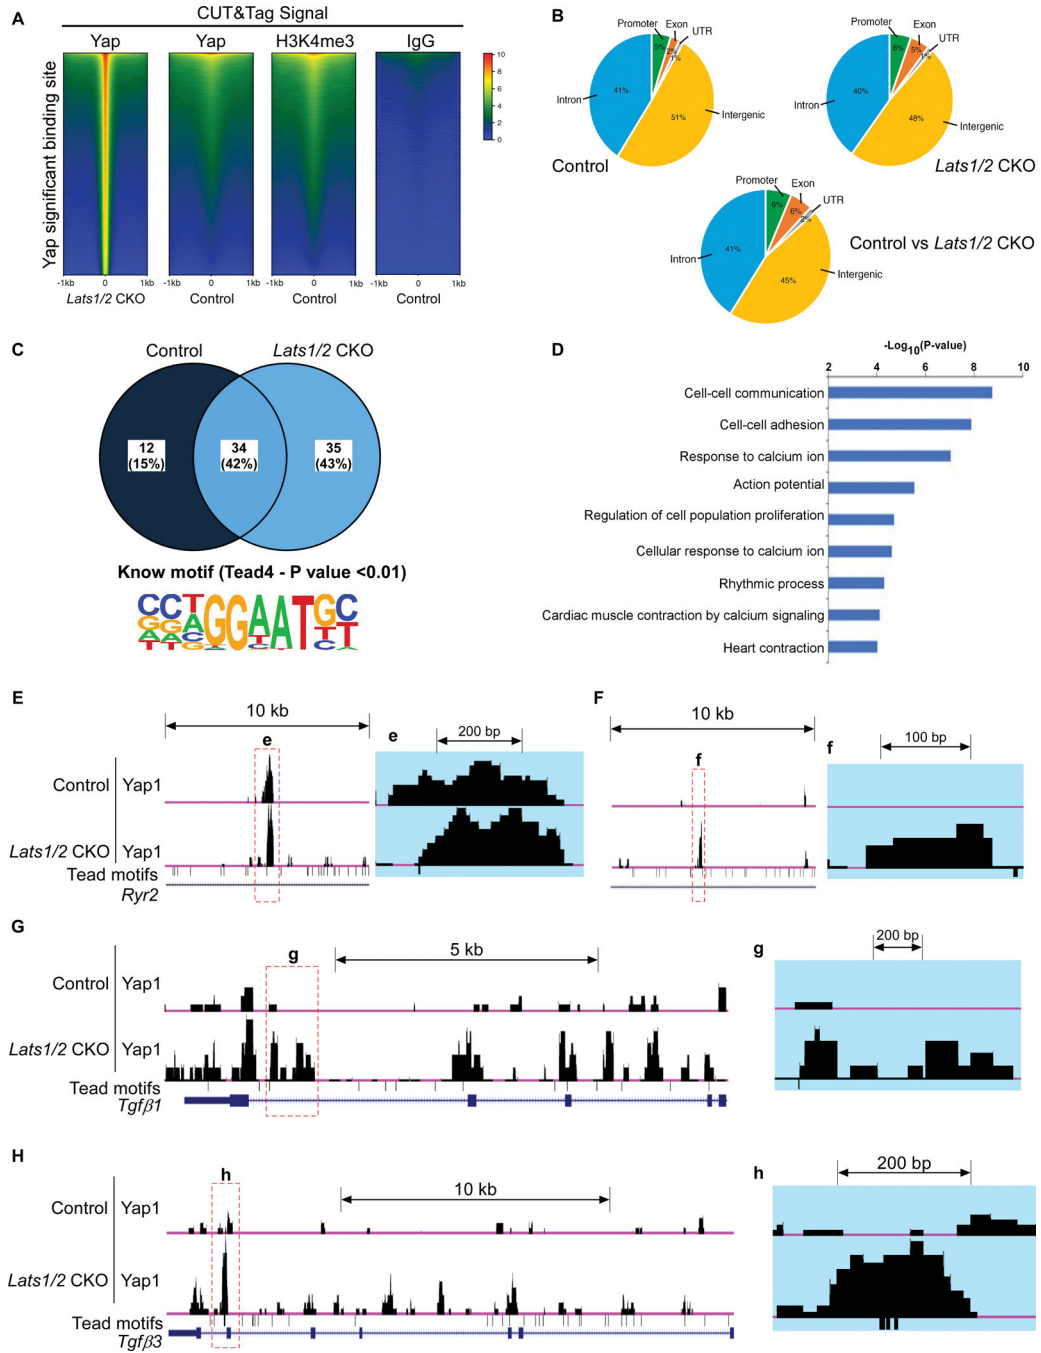 A
CUT&Tag Signal
Yap Yap H3K4me3 IgG
Yap significant binding site
10
8
6
4
2
0
-1kb 0 1kb -1kb 0 1kb -1kb 0 1kb -1kb 0 1kb
Lats1/2 CKO Control Control Control
B
Promoter Exon UTR
5% 2% 1%
Intron 41%
51% Intergenic
Control
Promoter Exon UTR
6% 5% 1%
Intron 40%
48% Intergenic
Lats1/2 CKO
Promoter Exon UTR
6% 6% 2%
Intron 41%
45% Intergenic
Control vs Lats1/2 CKO
C
Control Lats1/2 CKO
12 34 35
(15%) (42%) (43%)
Know motif (Tead4 - P value <0.01)
D
-Log10(P-value)
2 4 6 8 10
Cell-cell communication
Cell-cell adhesion
Response to calcium ion
Action potential
Regulation of cell population proliferation
Cellular response to calcium ion
Rhythmic process
Cardiac muscle contraction by calcium signaling
Heart contraction
E
10 kb
e
Control Yap1
Lats1/2 CKO Yap1
Tead motifs
Ryr2
e
200 bp
F
10 kb
f
f
100 bp
G
5 kb
g
Control Yap1
Lats1/2 CKO Yap1
Tead motifs
Tgfβ1
g
200 bp
H
10 kb
h
Control Yap1
Lats1/2 CKO Yap1
Tead motifs
Tgfβ3
h
200 bp